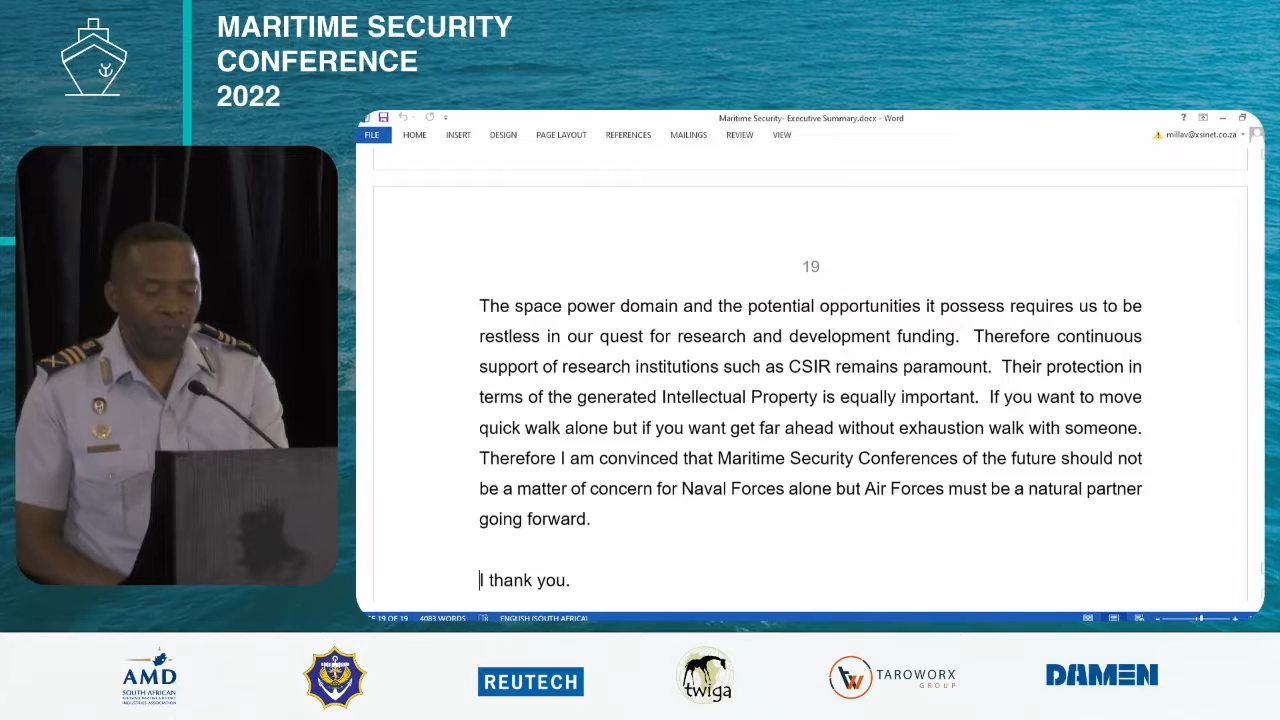 MARITIME SECURITY
CONFERENCE
2022
Maritime Security- Executive Summary.docx - Word
FILE HOME INSERT DESIGN PAGE LAYOUT REFERENCES MAILINGS REVIEW VIEW
millav@xsinet.co.za
19
The space power domain and the potential opportunities it possess requires us to be
restless in our quest for research and development funding. Therefore continuous
support of research institutions such as CSIR remains paramount. Their protection in
terms of the generated Intellectual Property is equally important. If you want to move
quick walk alone but if you want get far ahead without exhaustion walk with someone.
Therefore I am convinced that Maritime Security Conferences of the future should not
be a matter of concern for Naval Forces alone but Air Forces must be a natural partner
going forward.
I thank you.
19 OF 19 4083 WORDS ENGLISH (SOUTH AFRICA)
AMD
SOUTH AFRICAN
INDUSTRIES ASSOCIATION
REUTECH
twiga
TAROWORX
GROUP
DAMEN